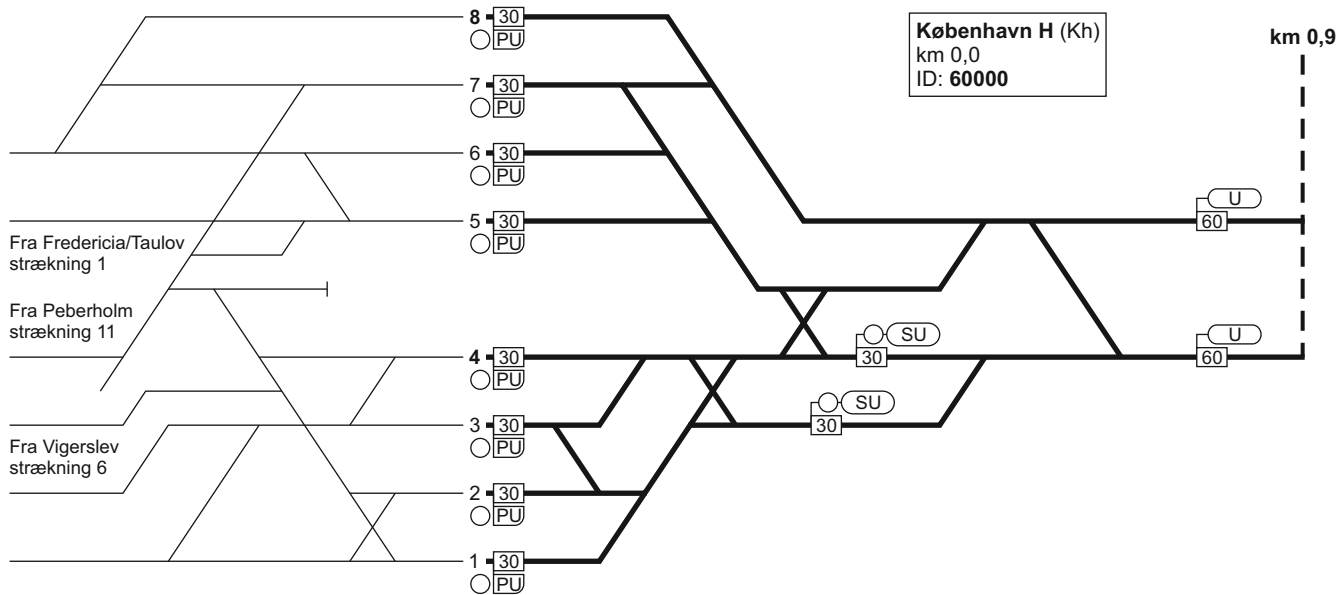 8 30
PU
København H (Kh)
km 0,0
ID: 60000
km 0,9
7 30
PU
6 30
PU
U
60
5 30
PU
Fra Fredericia/Taulov
strækning 1
Fra Peberholm
strækning 11
SU
30
U
60
4 30
PU
SU
30
3 30
PU
Fra Vigerslev
strækning 6
2 30
PU
1 30
PU